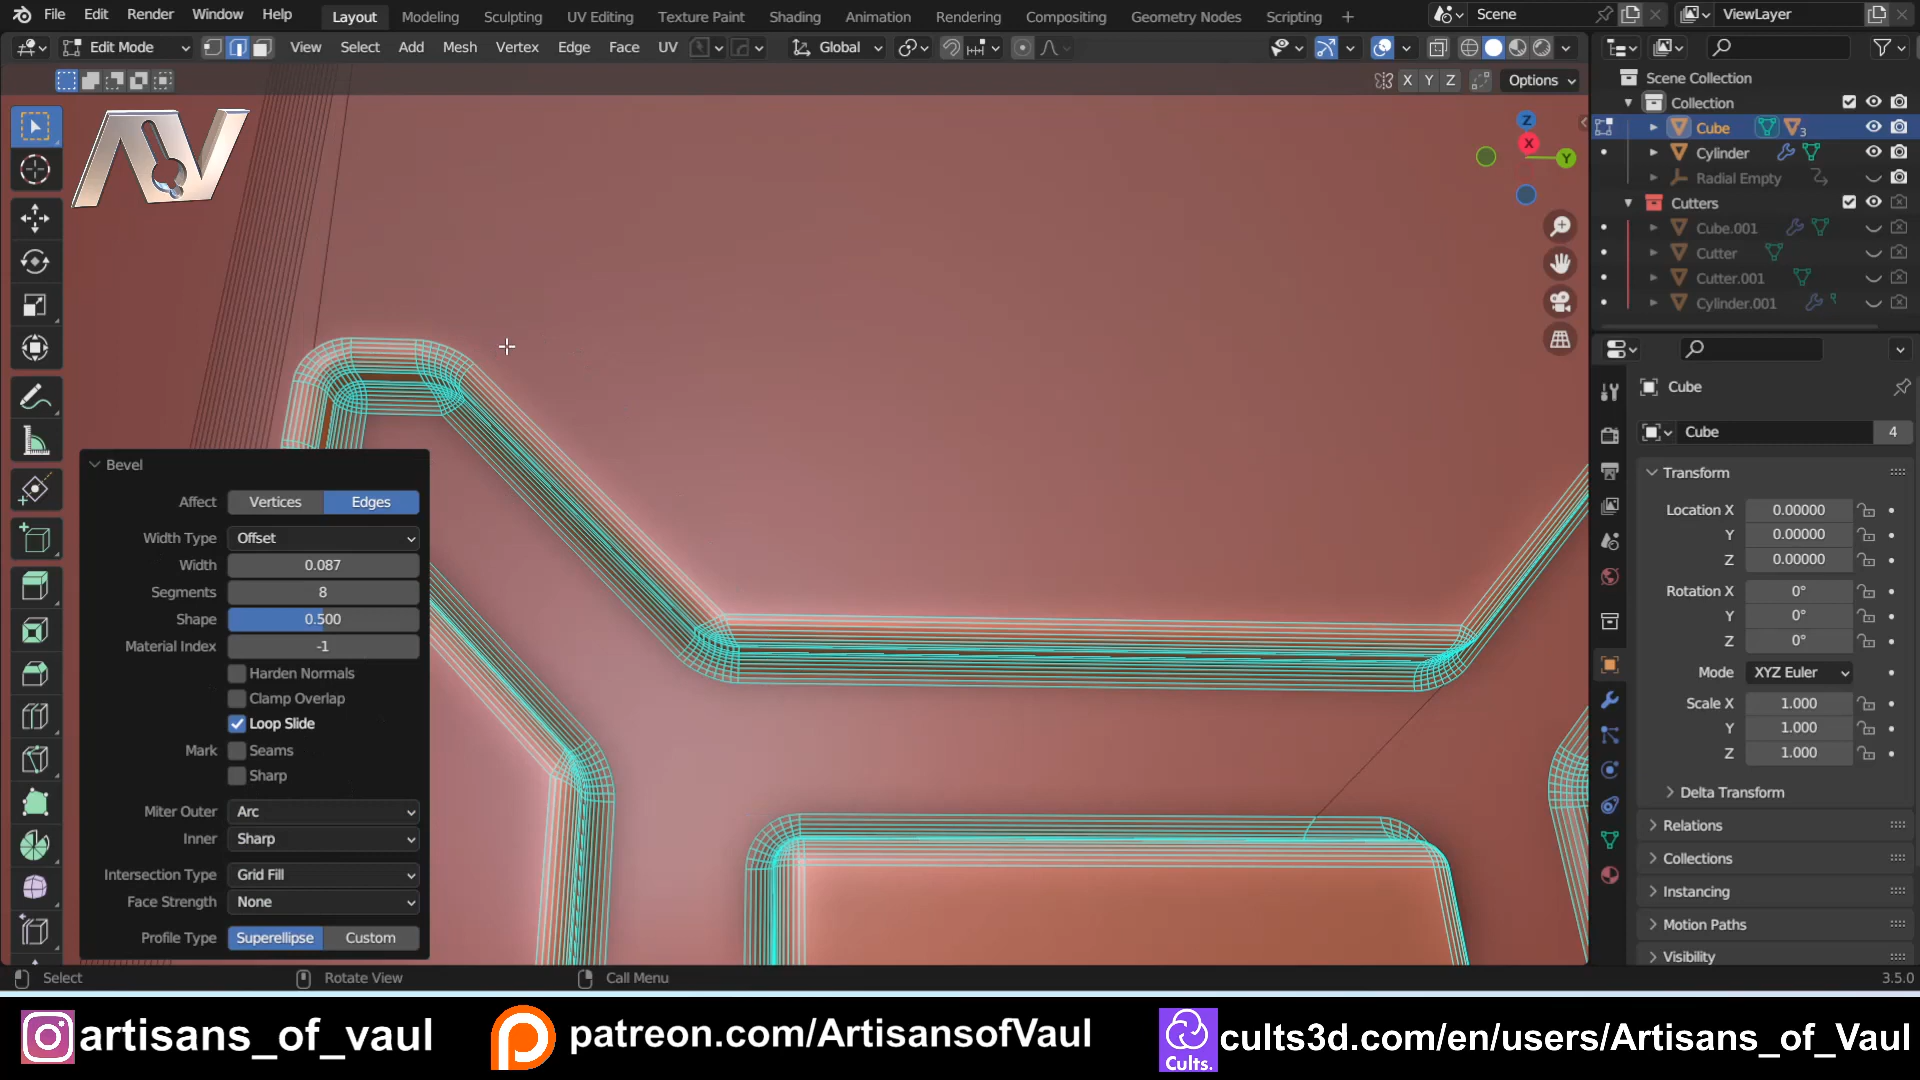 File Edit Render Window Help Layout Modeling Sculpting UV Editing Texture Paint Shading Animation Rendering Compositing Geometry Nodes Scripting + Scene ViewLayer
Edit Mode View Select Add Mesh Vertex Edge Face UV Global
X Y Z Options
Scene Collection
Collection
Cube 3
Cylinder
Radial Empty
Cutters
Cube.001
Cutter
Cutter.001
Cylinder.001
Z
X
Y
AV
Bevel
Affect Vertices Edges
Width Type Offset
Width 0.087
Segments 8
Shape 0.500
Material Index -1
Harden Normals
Clamp Overlap
Loop Slide
Mark Seams
Sharp
Miter Outer Arc
Inner Sharp
Intersection Type Grid Fill
Face Strength None
Profile Type Superellipse Custom
Cube
Cube 4
Transform
Location X 0.00000
Y 0.00000
Z 0.00000
Rotation X 0°
Y 0°
Z 0°
Mode XYZ Euler
Scale X 1.000
Y 1.000
Z 1.000
Delta Transform
Relations
Collections
Instancing
Motion Paths
Visibility
Select Rotate View Call Menu 3.5.0
artisans_of_vaul patreon.com/ArtisansofVaul Cults. cults3d.com/en/users/Artisans_of_Vaul